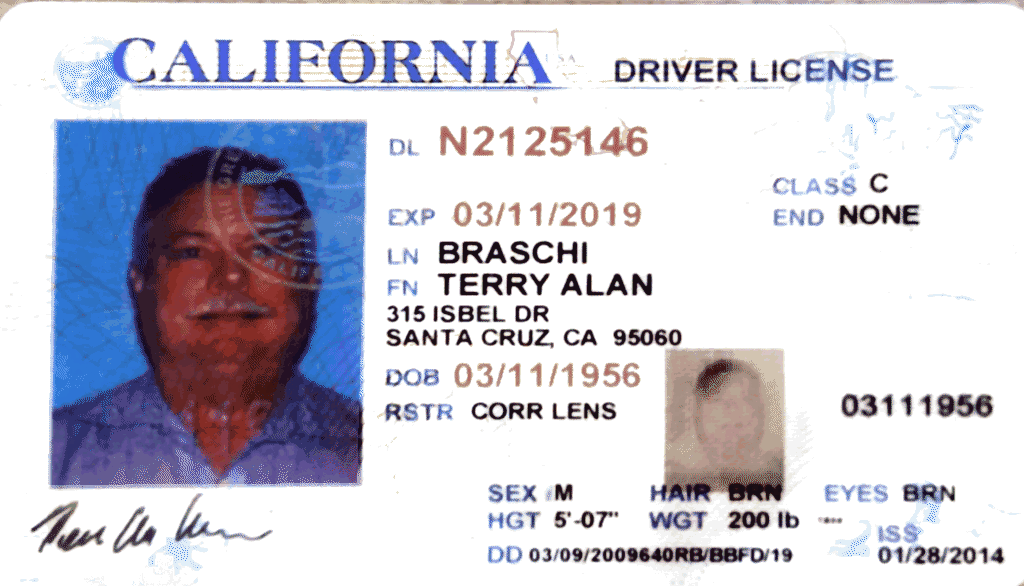 CALIFORNIA DRIVER LICENSE
DL N2125146
CLASS C
EXP 03/11/2019
END NONE
LN BRASCHI
FN TERRY ALAN
315 ISBEL DR
SANTA CRUZ, CA 95060
DOB 03/11/1956
RSTR CORR LENS
03111956
SEX M HAIR BRN EYES BRN
HGT 5'-07" WGT 200 lb
ISS
DD 03/09/2009640RB/BBFD/19 01/28/2014